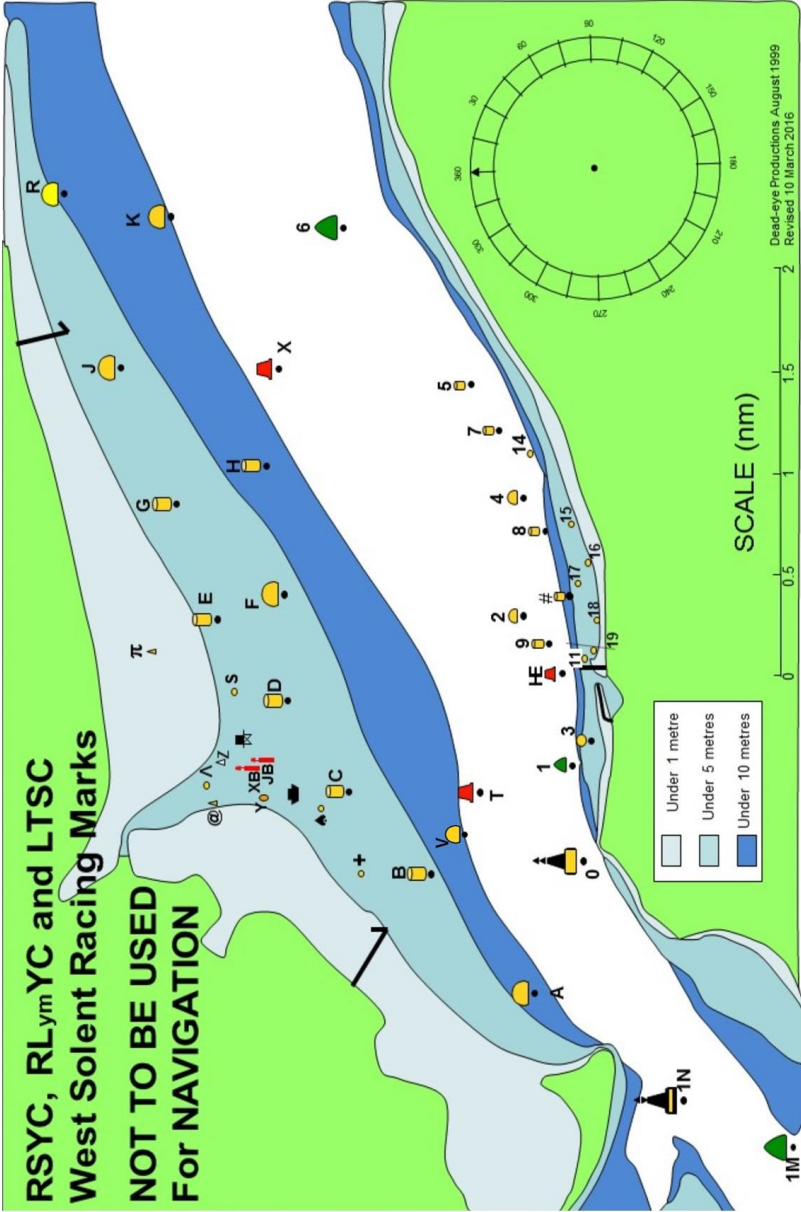 RSYC, RLymYC and LTSC
West Solent Racing Marks
NOT TO BE USED
For NAVIGATION
R
J
K
π
G
@
Λ
Z
S
E
H
XB
JB
Y
D
F
X
6
♠
C
+
B
V
T
A
5
7
14
4
8
2
#
9
HE
1
3
0
11
19
18
17
16
15
1N
1M
360
30
60
90
120
150
180
210
240
270
300
330
Under 1 metre
Under 5 metres
Under 10 metres
SCALE (nm)
0 0.5 1 1.5 2
Dead-eye Productions August 1999
Revised 10 March 2016